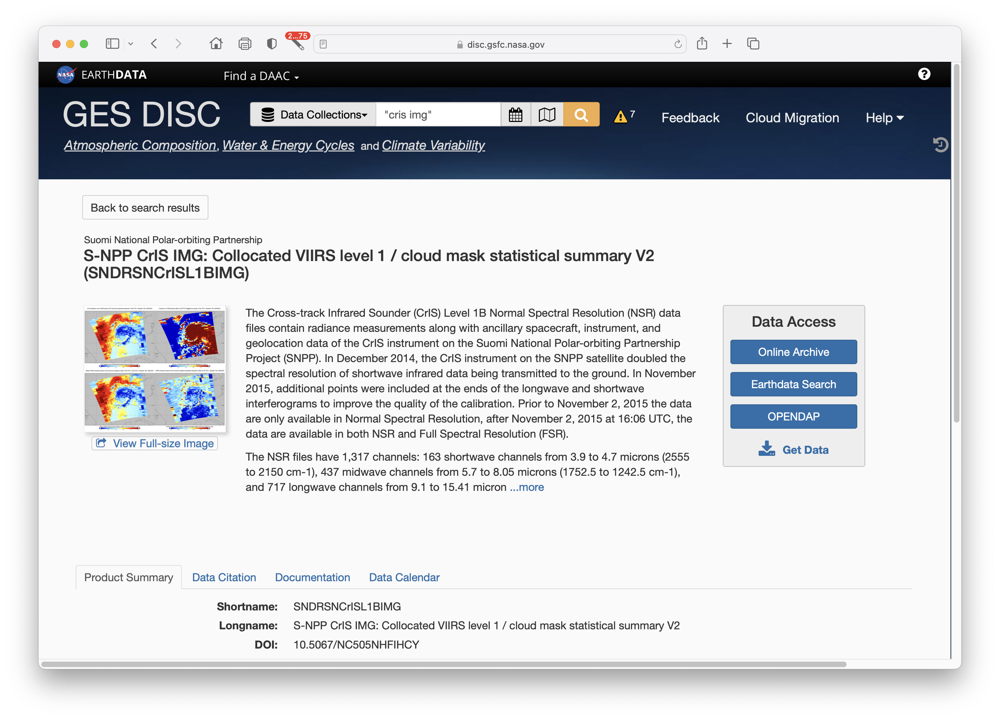 2...75
disc.gsfc.nasa.gov
NASA EARTHDATA Find a DAAC
GES DISC Data Collections "cris img" 7 Feedback Cloud Migration Help
Atmospheric Composition, Water & Energy Cycles and Climate Variability
Back to search results
Suomi National Polar-orbiting Partnership
S-NPP CrIS IMG: Collocated VIIRS level 1 / cloud mask statistical summary V2
(SNDRSNCrISL1BIMG)
View Full-size Image
The Cross-track Infrared Sounder (CrIS) Level 1B Normal Spectral Resolution (NSR) data
files contain radiance measurements along with ancillary spacecraft, instrument, and
geolocation data of the CrIS instrument on the Suomi National Polar-orbiting Partnership
Project (SNPP). In December 2014, the CrIS instrument on the SNPP satellite doubled the
spectral resolution of shortwave infrared data being transmitted to the ground. In November
2015, additional points were included at the ends of the longwave and shortwave
interferograms to improve the quality of the calibration. Prior to November 2, 2015 the data
are only available in Normal Spectral Resolution, after November 2, 2015 at 16:06 UTC, the
data are available in both NSR and Full Spectral Resolution (FSR).
The NSR files have 1,317 channels: 163 shortwave channels from 3.9 to 4.7 microns (2555
to 2150 cm-1), 437 midwave channels from 5.7 to 8.05 microns (1752.5 to 1242.5 cm-1),
and 717 longwave channels from 9.1 to 15.41 micron ...more
Data Access
Online Archive
Earthdata Search
OPENDAP
Get Data
Product Summary Data Citation Documentation Data Calendar
Shortname: SNDRSNCrISL1BIMG
Longname: S-NPP CrIS IMG: Collocated VIIRS level 1 / cloud mask statistical summary V2
DOI: 10.5067/NC505NHFIHCY